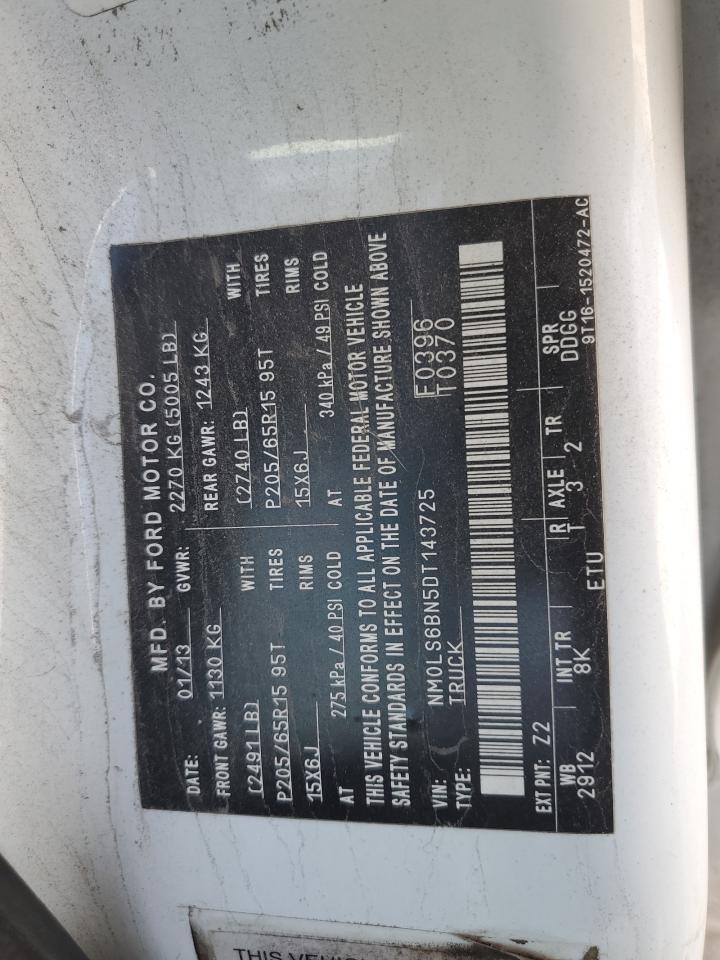 MFD. BY FORD MOTOR CO.
DATE: 01/13 GVWR: 2270 KG (5005 LB)
FRONT GAWR: 1130 KG REAR GAWR: 1243 KG
(2491 LB) WITH (2740 LB) WITH
P205/65R15 95T TIRES P205/65R15 95T TIRES
15X6J RIMS 15X6J RIMS
AT 275 kPa / 40 PSI COLD AT 340 kPa / 49 PSI COLD
THIS VEHICLE CONFORMS TO ALL APPLICABLE FEDERAL MOTOR VEHICLE
SAFETY STANDARDS IN EFFECT ON THE DATE OF MANUFACTURE SHOWN ABOVE
VIN: NM0LS6BN5DT143725 F0396
TYPE: TRUCK T0370
EXT PNT: Z2
WB INT TR R AXLE TR SPR
2912 8K T 3 2 DDGG
ETU 9T16-1520472-AC
THIS